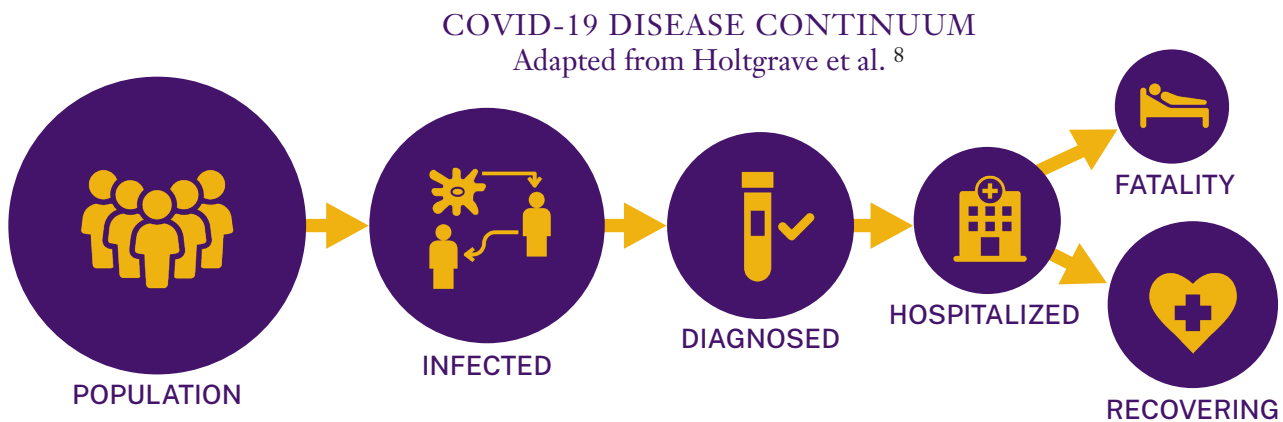 COVID-19 DISEASE CONTINUUM
Adapted from Holtgrave et al. 8
POPULATION
INFECTED
DIAGNOSED
HOSPITALIZED
FATALITY
RECOVERING